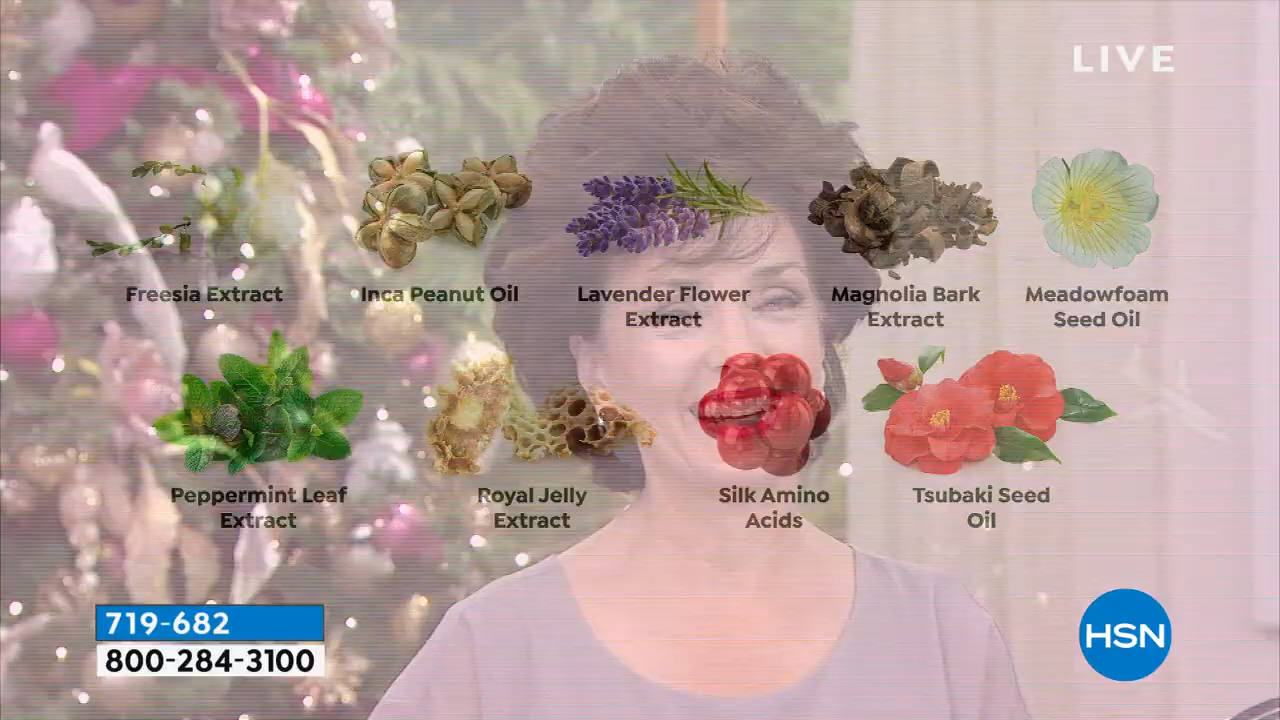 LIVE
Freesia Extract
Inca Peanut Oil
Lavender Flower
Extract
Magnolia Bark
Extract
Meadowfoam
Seed Oil
Peppermint Leaf
Extract
Royal Jelly
Extract
Silk Amino
Acids
Tsubaki Seed
Oil
719-682
800-284-3100
HSN